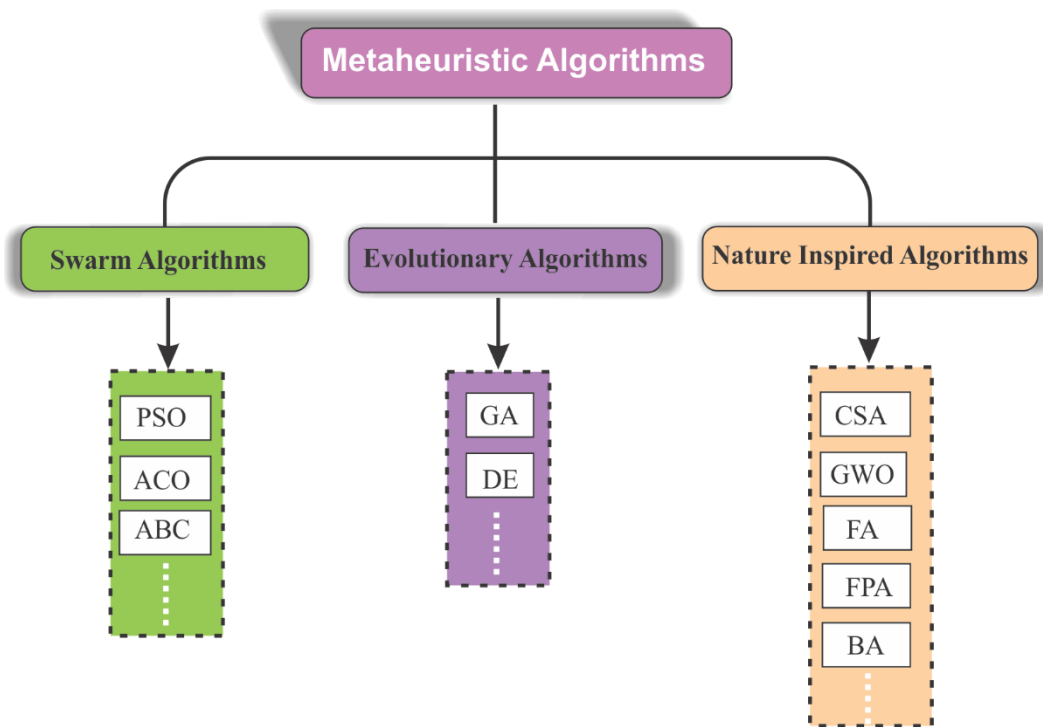 Metaheuristic Algorithms
Swarm Algorithms
Evolutionary Algorithms
Nature Inspired Algorithms
PSO
ACO
ABC
GA
DE
CSA
GWO
FA
FPA
BA